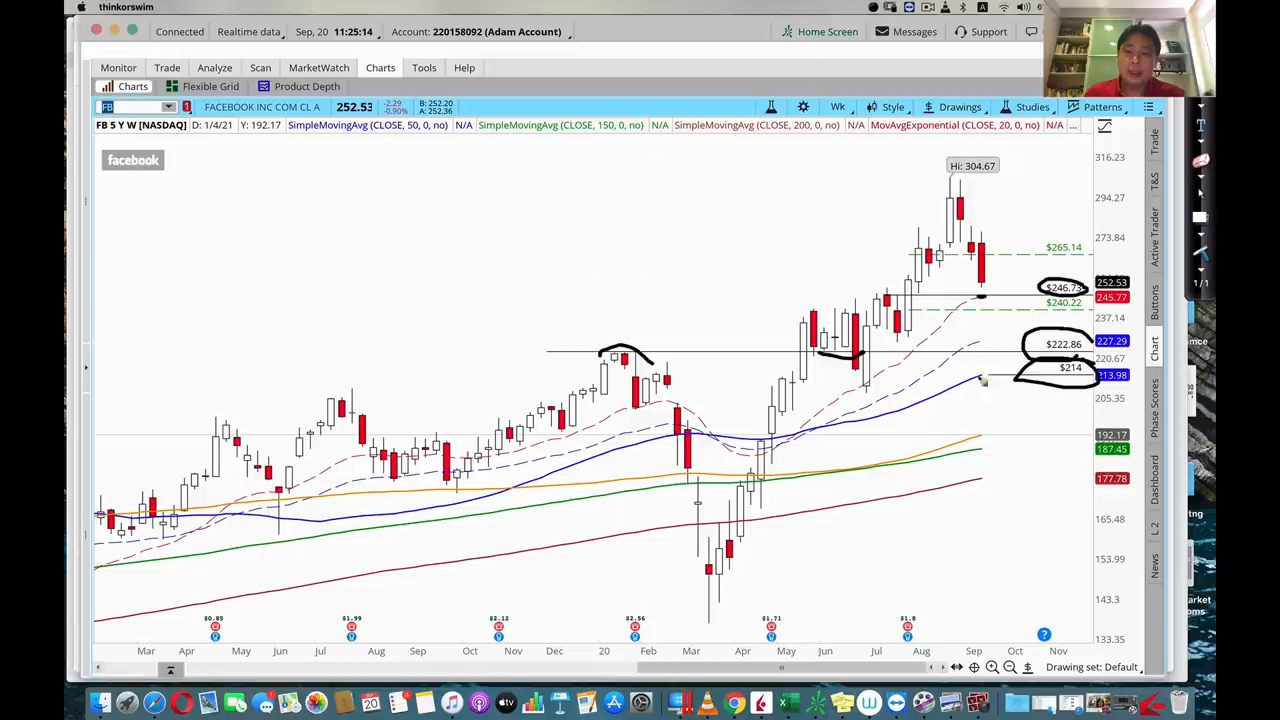 thinkorswim
Connected Realtime data Sep, 20 11:25:14 Account: 220158092 (Adam Account) Home Screen Messages Support
Monitor Trade Analyze Scan MarketWatch Charts Tools Help
Charts Flexible Grid Product Depth
FB 1 FACEBOOK INC COM CL A 252.53 -2.29 -0.90% B: 252.20 A: 252.36 Wk Style Drawings Studies Patterns
FB 5 Y W [NASDAQ] D: 1/4/21 Y: 192.17 SimpleMovingAvg (CLOSE, 50, 0, no) N/A SimpleMovingAvg (CLOSE, 150, 0, no) N/A SimpleMovingAvg (CLOSE, 200, 0, no) N/A MovAvgExponential (CLOSE, 20, 0, no) N/A ...
facebook
Hi: 304.67
316.23
294.27
273.84
$265.14
252.53
$246.73
245.77
$240.22
237.14
227.29
$222.86
220.67
$214
213.98
205.35
192.17
187.45
177.78
165.48
153.99
143.3
133.35
$0.85 $1.99 $2.12 $2.56 $1.71 $1.8
Mar Apr May Jun Aug Sep Oct Nov Dec 20 Feb Mar Apr May Jun Aug Sep Oct Nov
Drawing set: Default
Trade
T&S
Active Trader
Buttons
Chart
Phase Scores
Dashboard
L 2
News
1 / 1